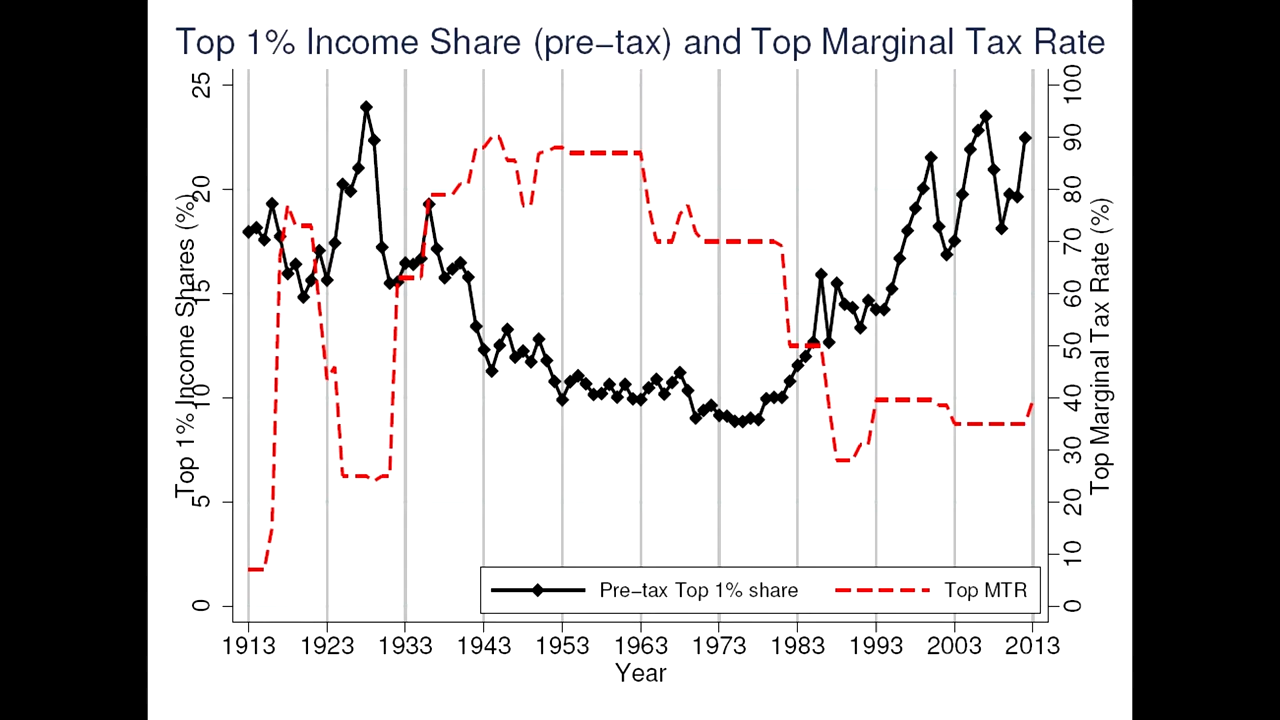 Top 1% Income Share (pre−tax) and Top Marginal Tax Rate
Top 1% Income Shares (%)
25
20
15
10
5
0
100
90
80
70
60
50
40
30
20
10
0
Top Marginal Tax Rate (%)
Pre−tax Top 1% share
Top MTR
1913 1923 1933 1943 1953 1963 1973 1983 1993 2003 2013
Year